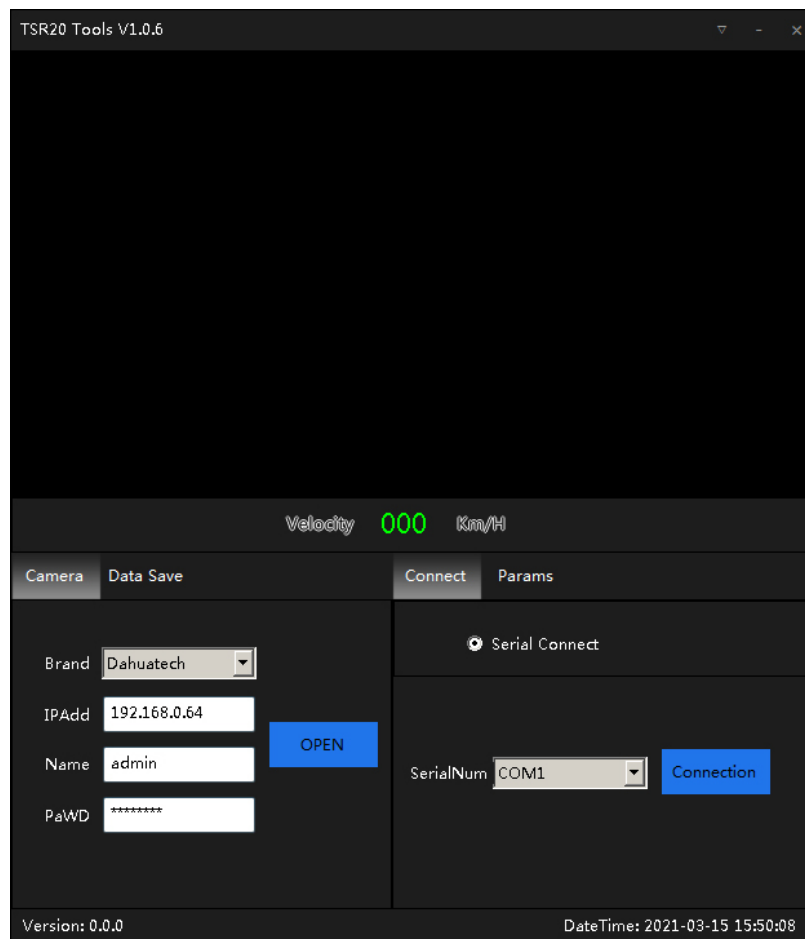 TSR20 Tools V1.0.6
Velocity 000 Km/H
Camera Data Save
Connect Params
Serial Connect
Brand Dahuatech
IPAdd 192.168.0.64
OPEN
Name admin
SerialNum COM1 Connection
PaWD ********
Version: 0.0.0 DateTime: 2021-03-15 15:50:08